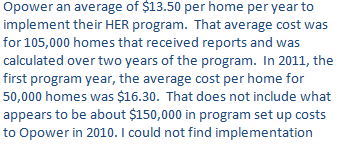 Opower an average of $13.50 per home per year to
implement their HER program.  That average cost was
for 105,000 homes that received reports and was
calculated over two years of the program.  In 2011, the
first program year, the average cost per home for
50,000 homes was $16.30.  That does not include what
appears to be about $150,000 in program set up costs
to Opower in 2010. I could not find implementation